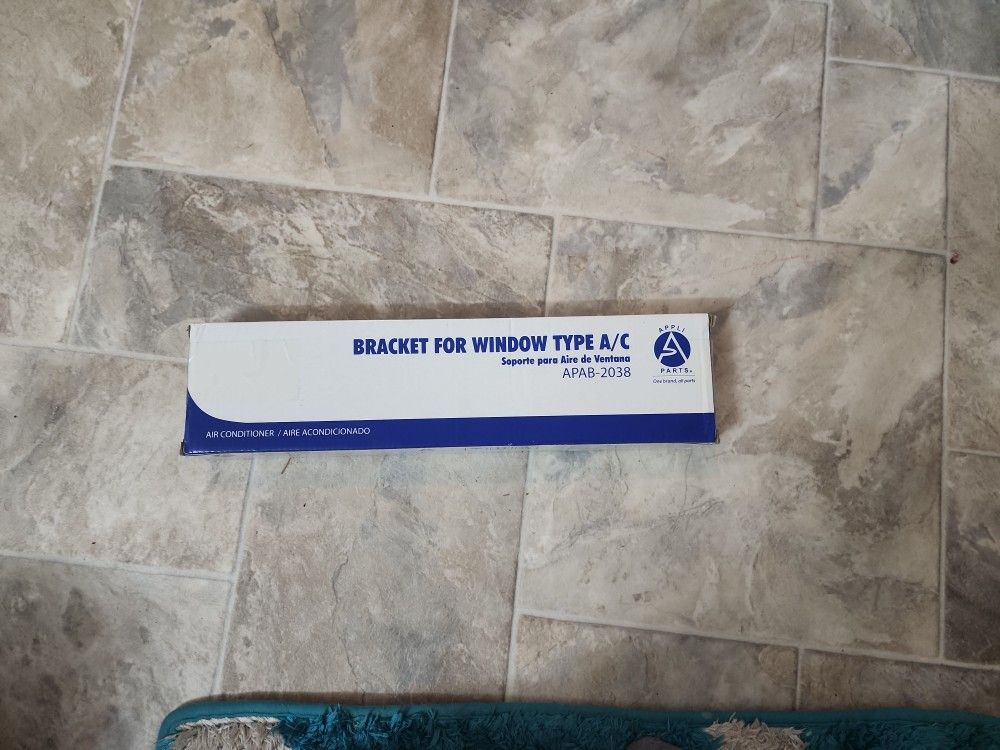 BRACKET FOR WINDOW TYPE A/C
Soporte para Aire de Ventana
APAB-2038
APPLI
PARTS®
One brand, all parts
AIR CONDITIONER / AIRE ACONDICIONADO